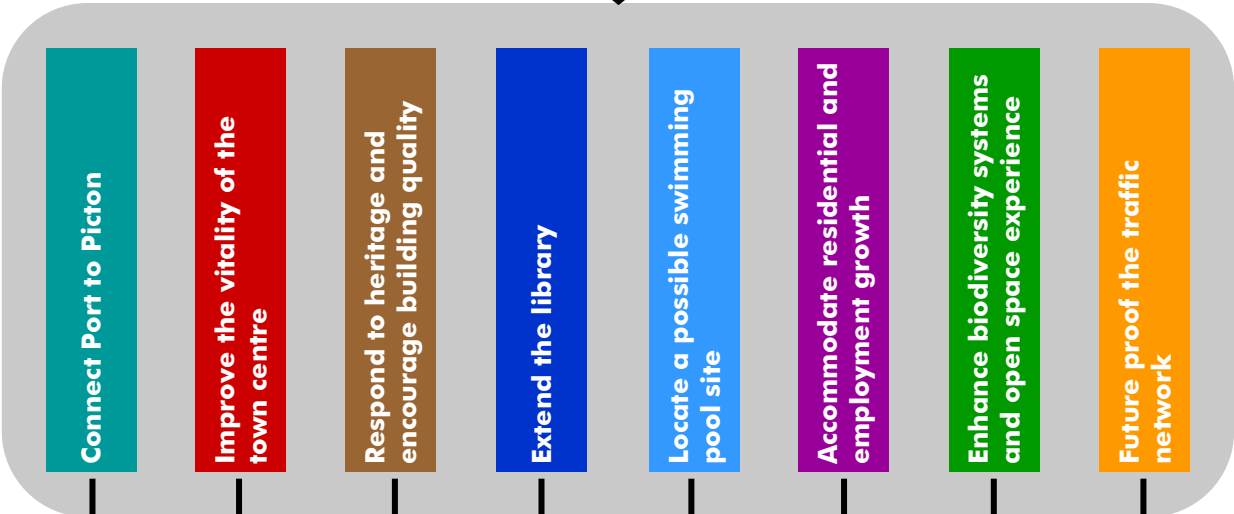 Connect Port to Picton
Improve the vitality of the
town centre
Respond to heritage and
encourage building quality
Extend the library
Locate a possible swimming
pool site
Accommodate residential and
employment growth
Enhance biodiversity systems
and open space experience
Future proof the traffic
network